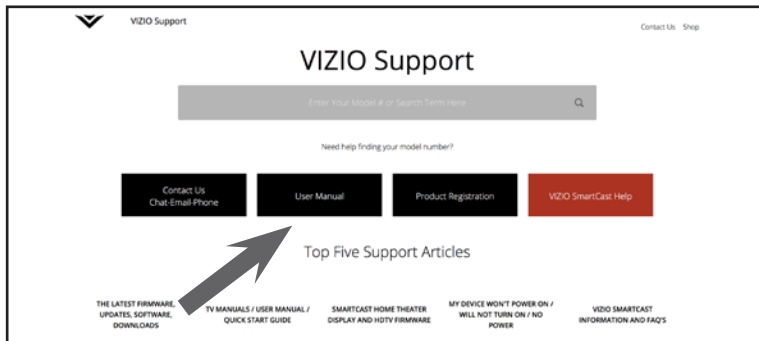 VIZIO Support
Contact Us Shop
VIZIO Support
Enter Your Model # or Search Term Here
Need help finding your model number?
Contact Us
Chat-Email-Phone
User Manual
Product Registration
VIZIO SmartCast Help
Top Five Support Articles
THE LATEST FIRMWARE,
UPDATES, SOFTWARE,
DOWNLOADS
TV MANUALS / USER MANUAL /
QUICK START GUIDE
SMARTCAST HOME THEATER
DISPLAY AND HDTV FIRMWARE
MY DEVICE WON'T POWER ON /
WILL NOT TURN ON / NO
POWER
VIZIO SMARTCAST
INFORMATION AND FAQ'S